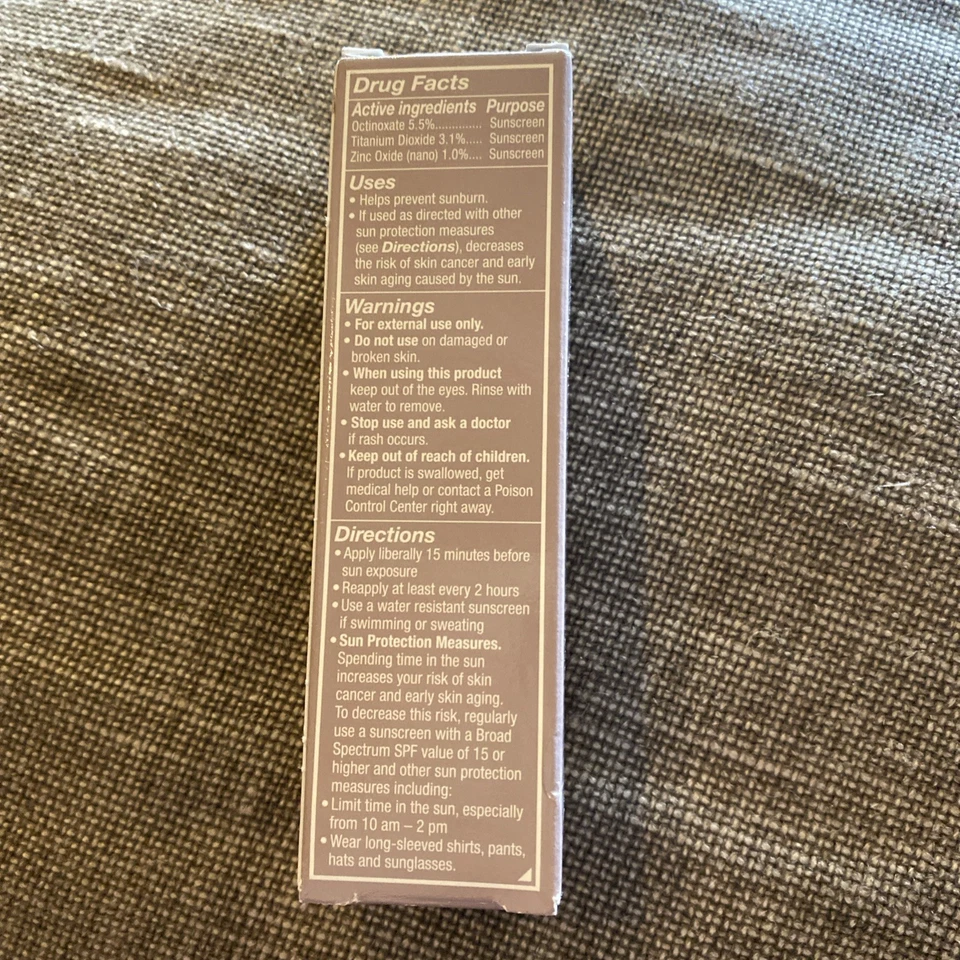 Drug Facts
Active ingredients Purpose
Octinoxate 5.5%.............. Sunscreen
Titanium Dioxide 3.1%..... Sunscreen
Zinc Oxide (nano) 1.0%.... Sunscreen
Uses
• Helps prevent sunburn.
• If used as directed with other
sun protection measures
(see Directions), decreases
the risk of skin cancer and early
skin aging caused by the sun.
Warnings
• For external use only.
• Do not use on damaged or
broken skin.
• When using this product
keep out of the eyes. Rinse with
water to remove.
• Stop use and ask a doctor
if rash occurs.
• Keep out of reach of children.
If product is swallowed, get
medical help or contact a Poison
Control Center right away.
Directions
• Apply liberally 15 minutes before
sun exposure
• Reapply at least every 2 hours
• Use a water resistant sunscreen
if swimming or sweating
• Sun Protection Measures.
Spending time in the sun
increases your risk of skin
cancer and early skin aging.
To decrease this risk, regularly
use a sunscreen with a Broad
Spectrum SPF value of 15 or
higher and other sun protection
measures including:
• Limit time in the sun, especially
from 10 am – 2 pm
• Wear long-sleeved shirts, pants,
hats and sunglasses.